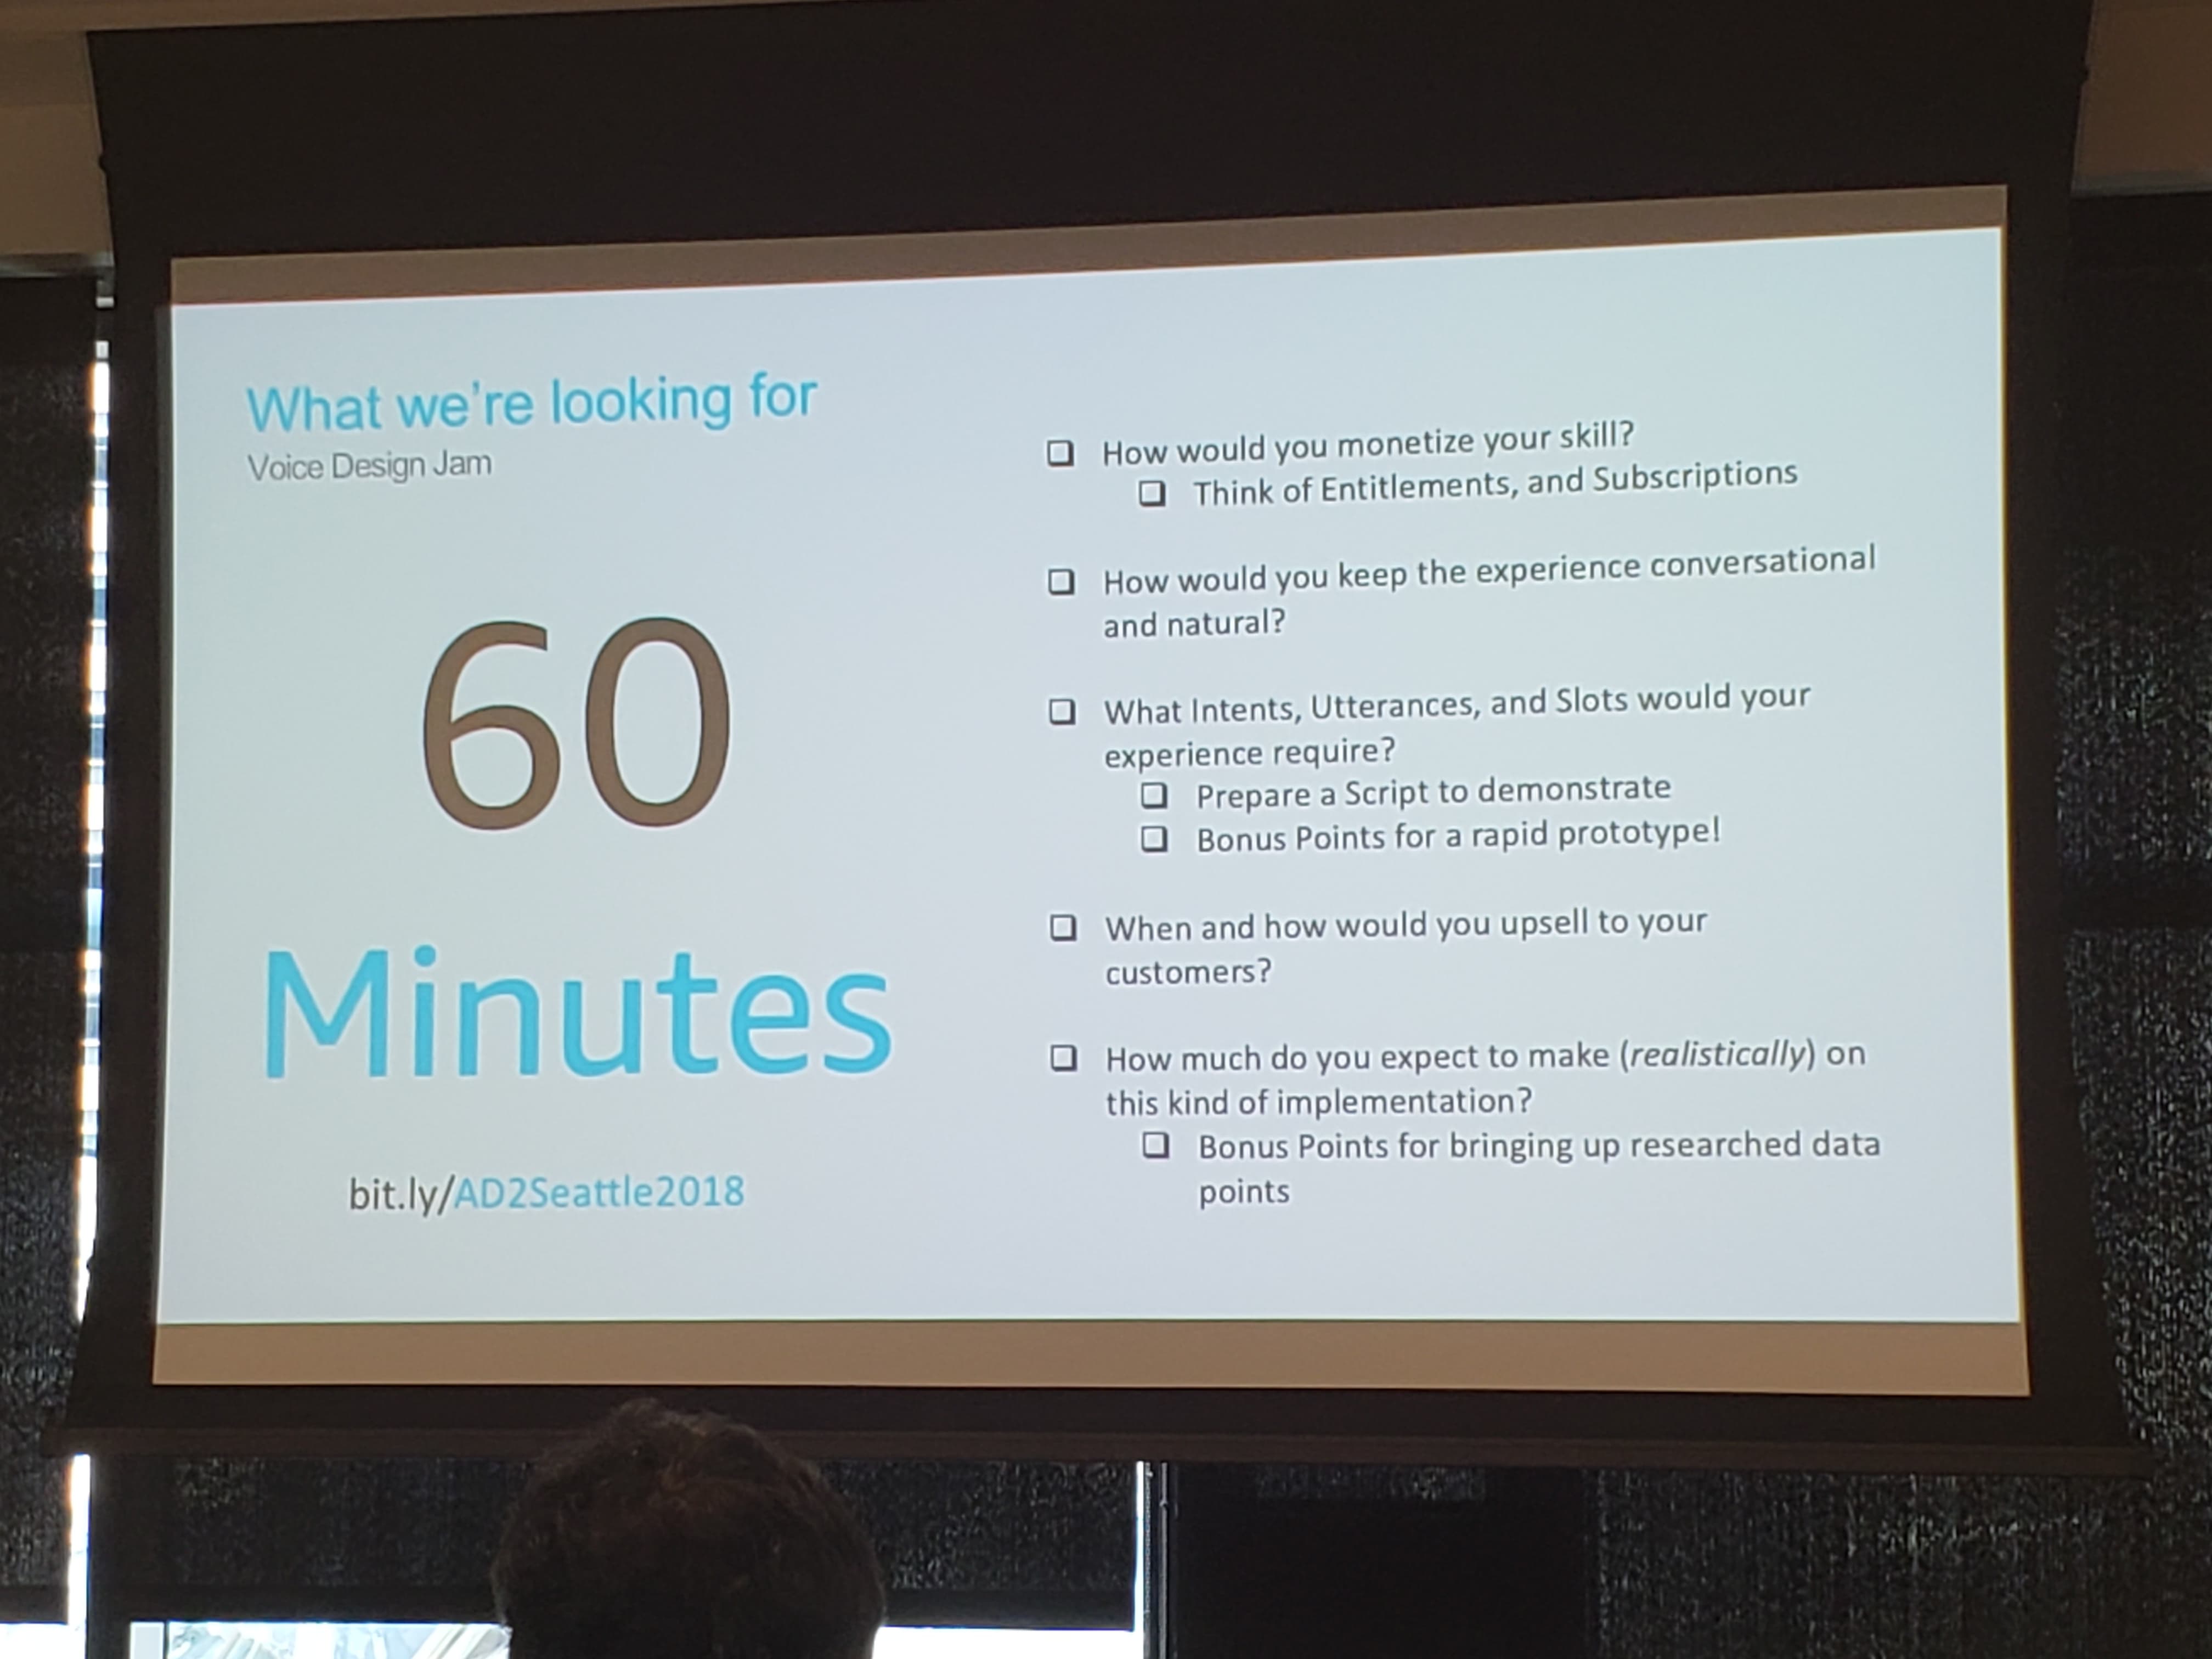 What we're looking for
Voice Design Jam
60
Minutes
bit.ly/AD2Seattle2018
How would you monetize your skill?
Think of Entitlements, and Subscriptions
How would you keep the experience conversational
and natural?
What Intents, Utterances, and Slots would your
experience require?
Prepare a Script to demonstrate
Bonus Points for a rapid prototype!
When and how would you upsell to your
customers?
How much do you expect to make (realistically) on
this kind of implementation?
Bonus Points for bringing up researched data
points